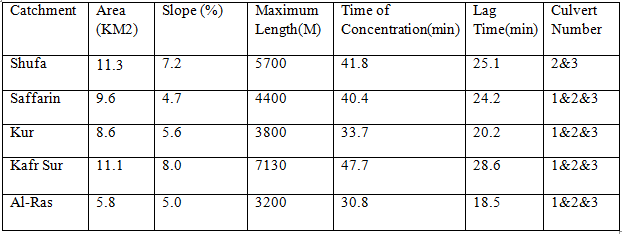 Catchment Area (KM2) Slope (%) Maximum Length(M) Time of Concentration(min) Lag Time(min) Culvert Number
Shufa 11.3 7.2 5700 41.8 25.1 2&3
Saffarin 9.6 4.7 4400 40.4 24.2 1&2&3
Kur 8.6 5.6 3800 33.7 20.2 1&2&3
Kafr Sur 11.1 8.0 7130 47.7 28.6 1&2&3
Al-Ras 5.8 5.0 3200 30.8 18.5 1&2&3